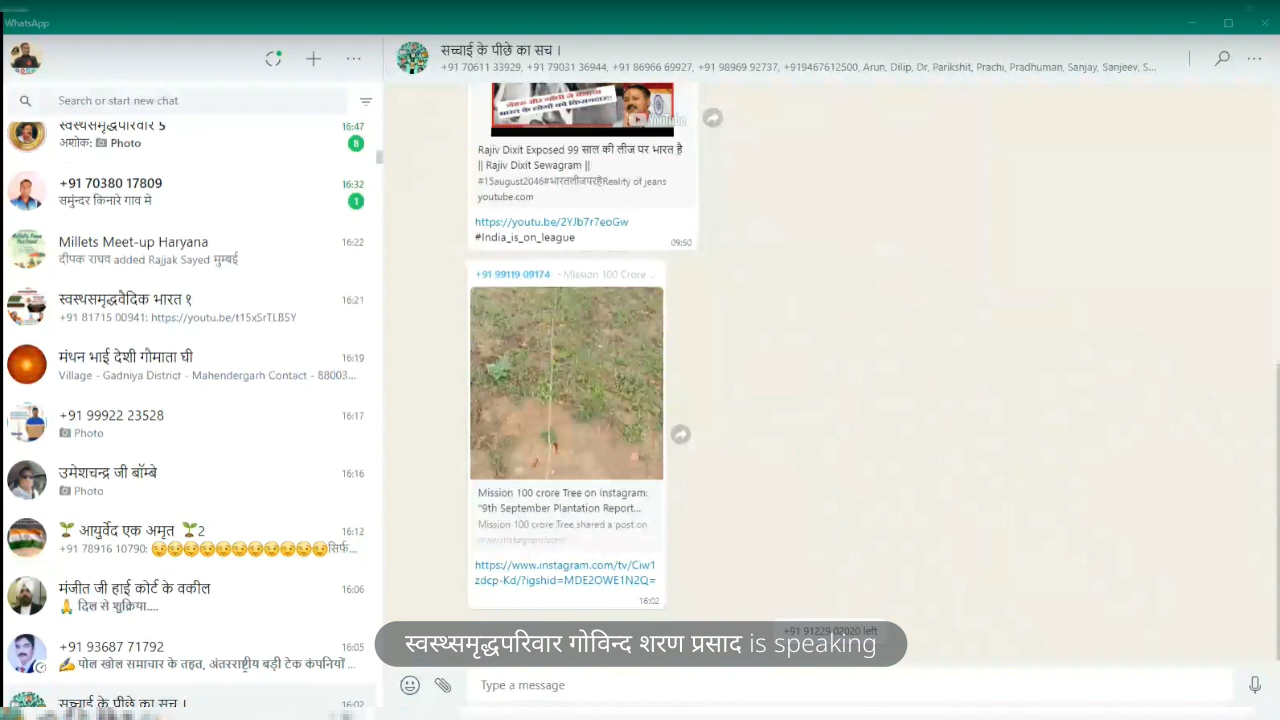 WhatsApp
Search or start new chat
स्वस्थसमृद्धपरिवार 5
16:47
अशोक: Photo
8
+91 70380 17809
16:32
समुंन्दर किनारे गाव मे
1
Millets Meet-up Haryana
16:22
दीपक राघव added Rajjak Sayed मुम्बई
स्वस्थसमृद्धवैदिक भारत १
16:21
+91 81715 00941: https://youtu.be/t15xSrTLB5Y
मंथन भाई देशी गौमाता घी
16:19
Village - Gadniya District - Mahendergarh Contact - 88003...
+91 99922 23528
16:17
Photo
उमेशचन्द्र जी बॉम्बे
16:16
Photo
🌱 आयुर्वेद एक अमृत 🌱2
16:12
+91 78916 10790: 😏😏😏😏😏😏😏😏😏😏😏सिर्फ...
मंजीत जी हाई कोर्ट के वकील
16:06
🙏 दिल से शुक्रिया....
+91 93687 71792
16:05
✍ पोल खोल समाचार के तहत, अंतरराष्ट्रीय बड़ी टेक कंपनियों ...
सच्चाई के पीछे का सच ।
16:02
सच्चाई के पीछे का सच ।
+91 70611 33929, +91 79031 36944, +91 86966 69927, +91 98969 92737, +919467612500, Arun, Dilip, Dr, Parikshit, Prachi, Pradhuman, Sanjay, Sanjeev, S...
YouTube
Rajiv Dixit Exposed 99 साल की लीज पर भारत है
|| Rajiv Dixit Sewagram ||
#15august2046#भारतलीजपरहै#Reality of jeans
youtube.com
https://youtu.be/2YJb7r7eoGw
#India_is_on_league
09:50
+91 99119 09174 ~Mission 100 Crore ...
Mission 100 crore Tree on Instagram:
"9th September Plantation Report...
Mission 100 crore Tree shared a post on
www.instagram.com
https://www.instagram.com/tv/Ciw1
zdcp-Kd/?igshid=MDE2OWE1N2Q=
16:02
+91 91229 02020 left
स्वस्थ्समृद्धपरिवार गोविन्द शरण प्रसाद is speaking
Type a message